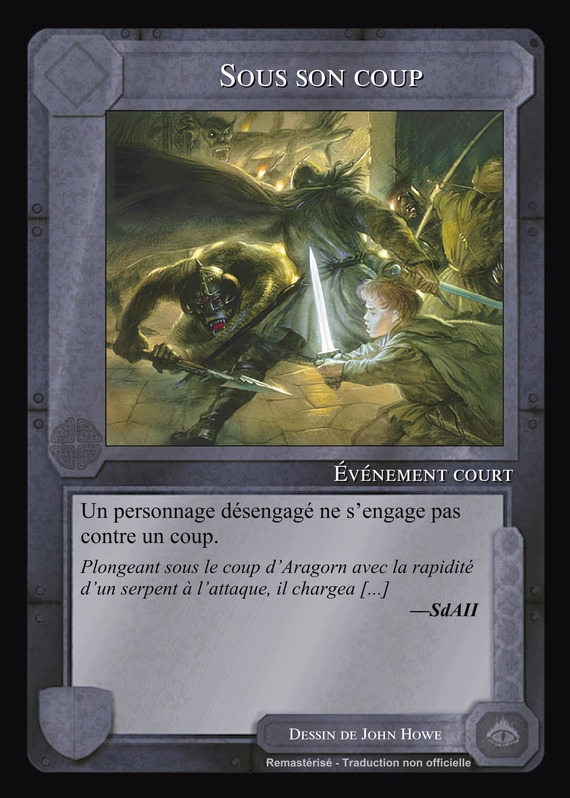 Sous son coup
Événement court
Un personnage désengagé ne s’engage pas
contre un coup.
Plongeant sous le coup d’Aragorn avec la rapidité
d’un serpent à l’attaque, il chargea [...]
—SdAII
Dessin de John Howe
Remastérisé - Traduction non officielle